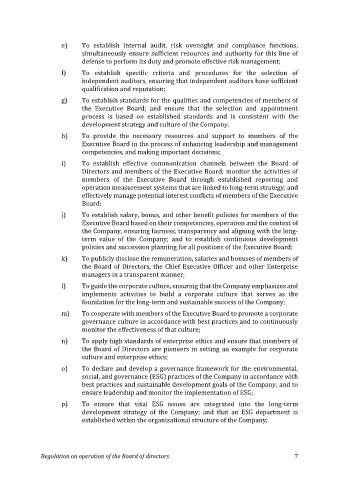 e) To establish Internal audit, risk oversight and compliance functions,
simultaneously ensure sufficient resources and authority for this line of
defense to perform its duty and promote effective risk management;
f) To establish specific criteria and procedures for the selection of
independent auditors, ensuring that independent auditors have sufficient
qualification and reputation;
g) To establish standards for the qualities and competencies of members of
the Executive Board; and ensure that the selection and appointment
process is based on established standards and is consistent with the
development strategy and culture of the Company.
h) To provide the necessary resources and support to members of the
Executive Board in the process of enhancing leadership and management
competencies, and making important decisions;
i) To establish effective communication channels between the Board of
Directors and members of the Executive Board; monitor the activities of
members of the Executive Board through established reporting and
operation measurement systems that are linked to long-term strategy; and
effectively manage potential interest conflicts of members of the Executive
Board;
j) To establish salary, bonus, and other benefit policies for members of the
Executive Board based on their competencies, operation and the context of
the Company, ensuring fairness, transparency and aligning with the long-
term value of the Company; and to establish continuous development
policies and succession planning for all positions of the Executive Board;
k) To publicly disclose the remuneration, salaries and bonuses of members of
the Board of Directors, the Chief Executive Officer and other Enterprise
managers in a transparent manner;
l) To guide the corporate culture, ensuring that the Company emphasizes and
implements activities to build a corporate culture that serves as the
foundation for the long-term and sustainable success of the Company;
m) To cooperate with members of the Executive Board to promote a corporate
governance culture in accordance with best practices and to continuously
monitor the effectiveness of that culture;
n) To apply high standards of enterprise ethics and ensure that members of
the Board of Directors are pioneers in setting an example for corporate
culture and enterprise ethics;
o) To declare and develop a governance framework for the environmental,
social, and governance (ESG) practices of the Company in accordance with
best practices and sustainable development goals of the Company; and to
ensure leadership and monitor the implementation of ESG;
p) To ensure that vital ESG issues are integrated into the long-term
development strategy of the Company; and that an ESG department is
established within the organizational structure of the Company;
Regulation on operation of the Board of directors 7